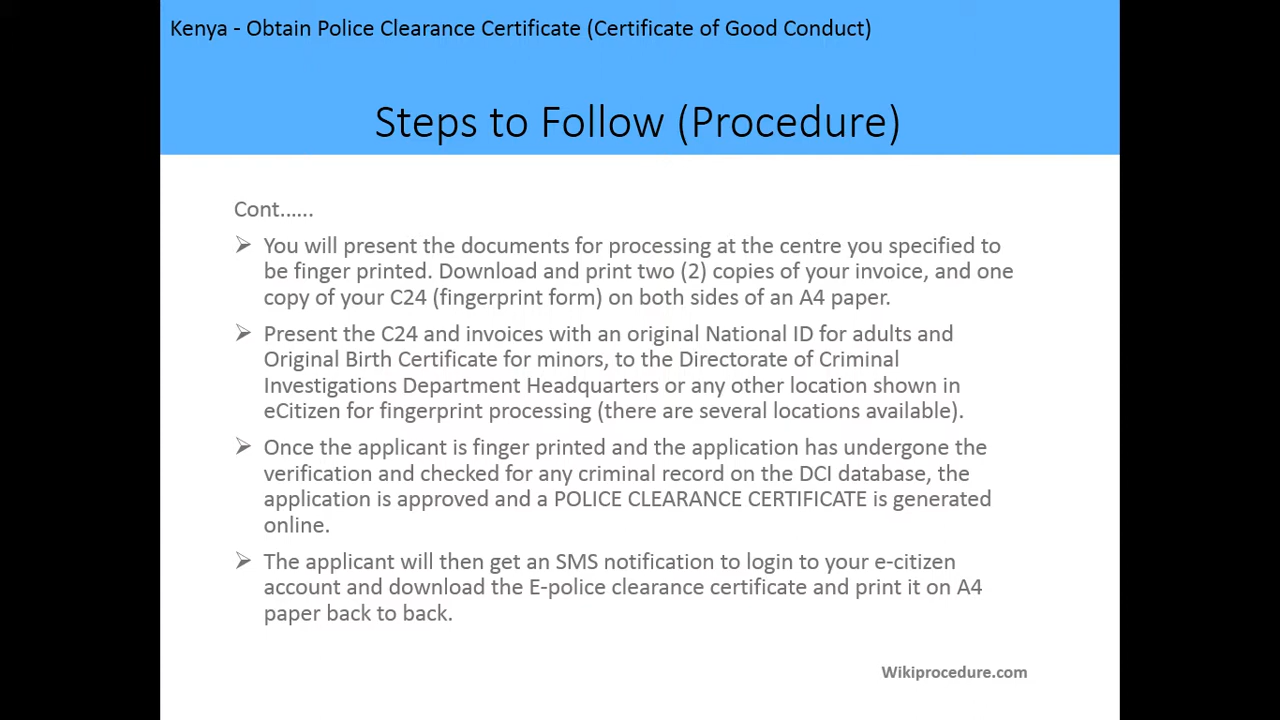 Kenya - Obtain Police Clearance Certificate (Certificate of Good Conduct)
Steps to Follow (Procedure)
Cont......
➢ You will present the documents for processing at the centre you specified to
be finger printed. Download and print two (2) copies of your invoice, and one
copy of your C24 (fingerprint form) on both sides of an A4 paper.
➢ Present the C24 and invoices with an original National ID for adults and
Original Birth Certificate for minors, to the Directorate of Criminal
Investigations Department Headquarters or any other location shown in
eCitizen for fingerprint processing (there are several locations available).
➢ Once the applicant is finger printed and the application has undergone the
verification and checked for any criminal record on the DCI database, the
application is approved and a POLICE CLEARANCE CERTIFICATE is generated
online.
➢ The applicant will then get an SMS notification to login to your e-citizen
account and download the E-police clearance certificate and print it on A4
paper back to back.
Wikiprocedure.com